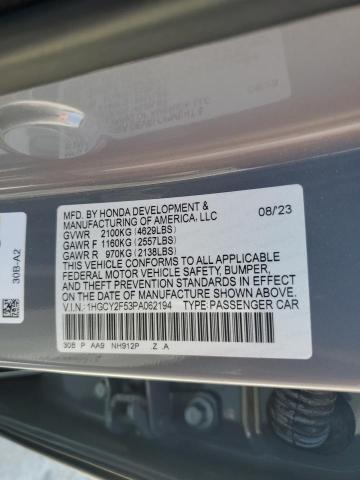 MFD. BY HONDA DEVELOPMENT &
MANUFACTURING OF AMERICA, LLC
08/'23
GVWR 2100KG (4629LBS)
GAWR F 1160KG (2557LBS)
GAWR R 970KG (2138LBS)
THIS VEHICLE CONFORMS TO ALL APPLICABLE
FEDERAL MOTOR VEHICLE SAFETY, BUMPER,
AND THEFT PREVENTION STANDARDS IN EFFECT
ON THE DATE OF MANUFACTURE SHOWN ABOVE.
V.I.N.: 1HGCY2F53PA062194 TYPE:PASSENGER CAR
30B P AA9 NH912P .Z .A
30B-A2